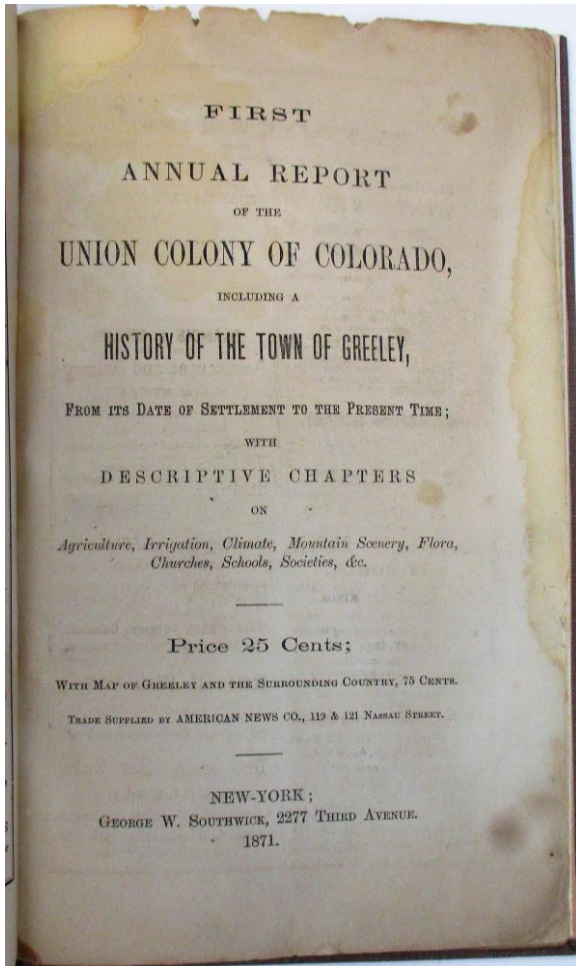 FIRST
ANNUAL REPORT
OF THE
UNION COLONY OF COLORADO,
INCLUDING A
HISTORY OF THE TOWN OF GREELEY,
FROM ITS DATE OF SETTLEMENT TO THE PRESENT TIME;
WITH
DESCRIPTIVE CHAPTERS
ON
Agriculture, Irrigation, Climate, Mountain Scenery, Flora,
Churches, Schools, Societies, &c.
Price 25 Cents;
WITH MAP OF GREELEY AND THE SURROUNDING COUNTRY, 75 CENTS.
TRADE SUPPLIED BY AMERICAN NEWS CO., 119 & 121 NASSAU STREET.
NEW-YORK;
GEORGE W. SOUTHWICK, 2277 THIRD AVENUE.
1871.